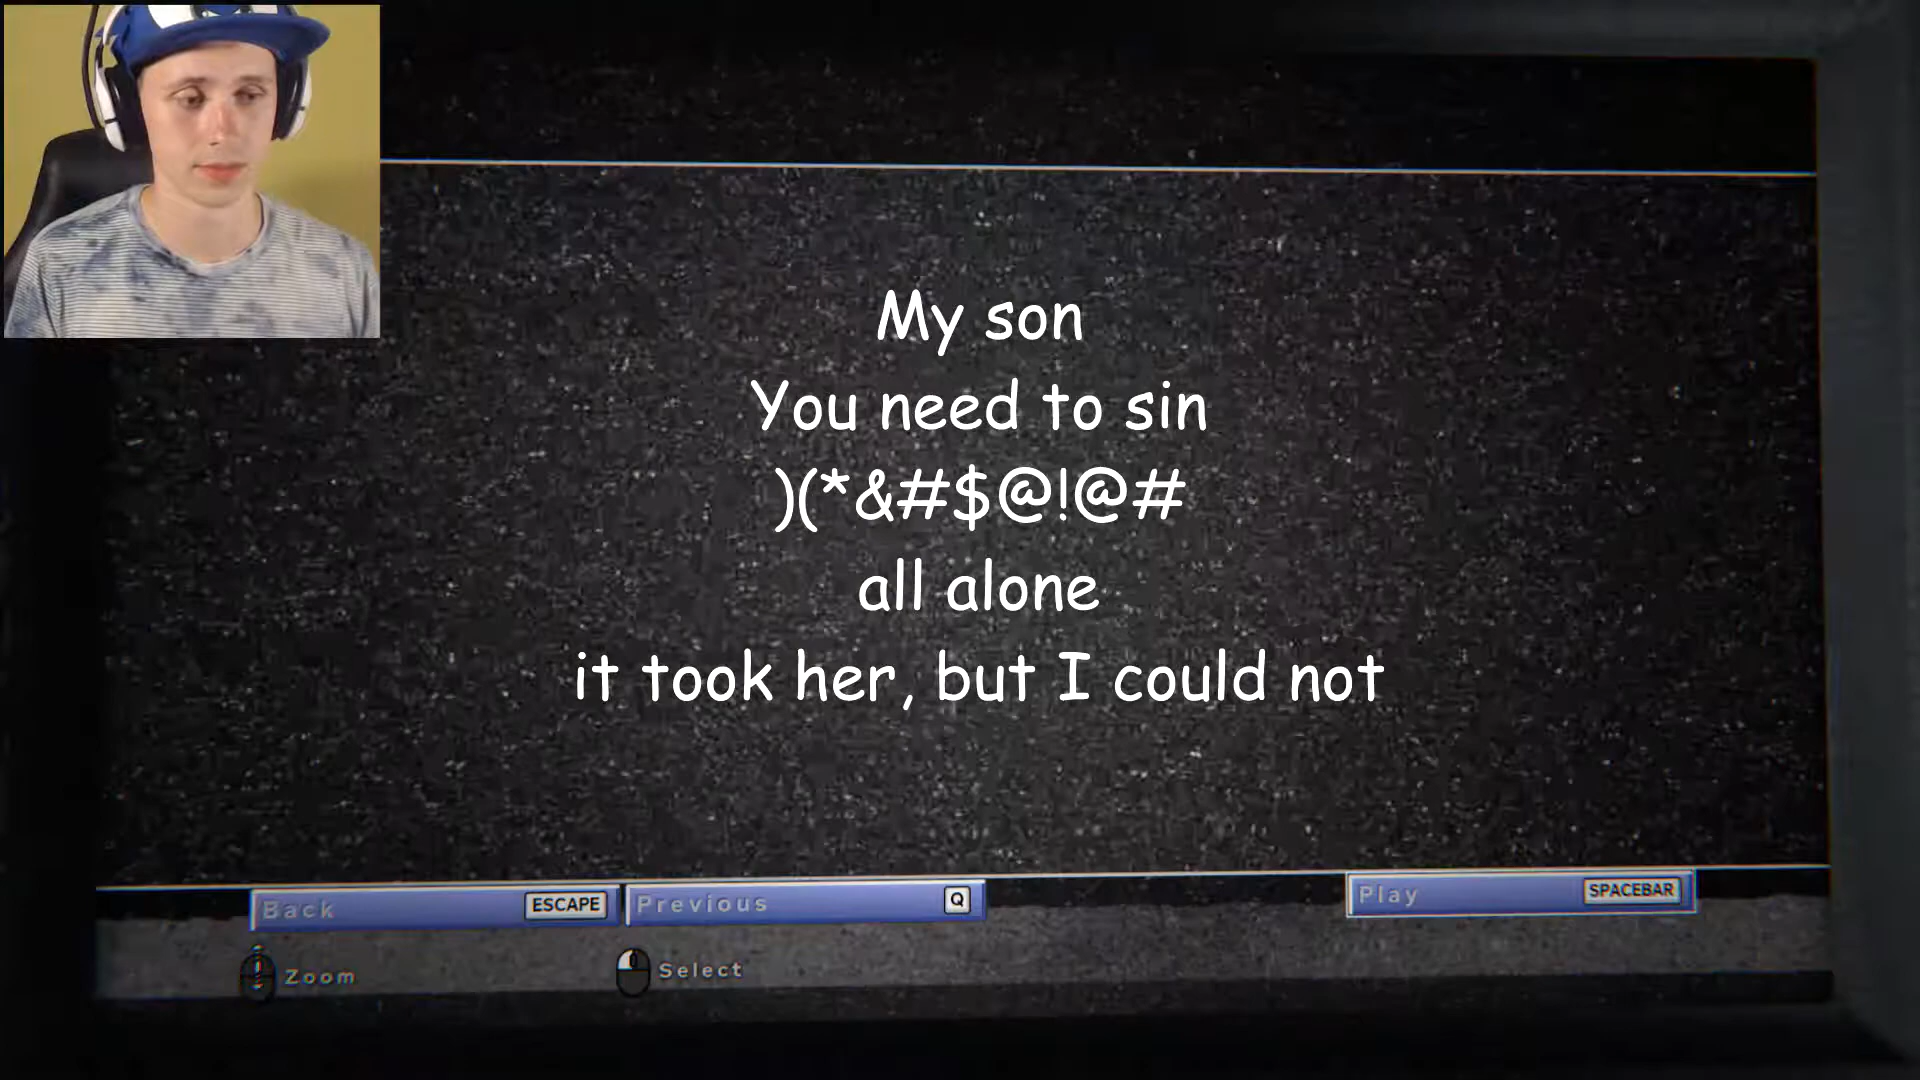 My son
You need to sin
)(*&#$@!@#
all alone
it took her, but I could not
Back ESCAPE Previous Q Play SPACEBAR
Zoom Select